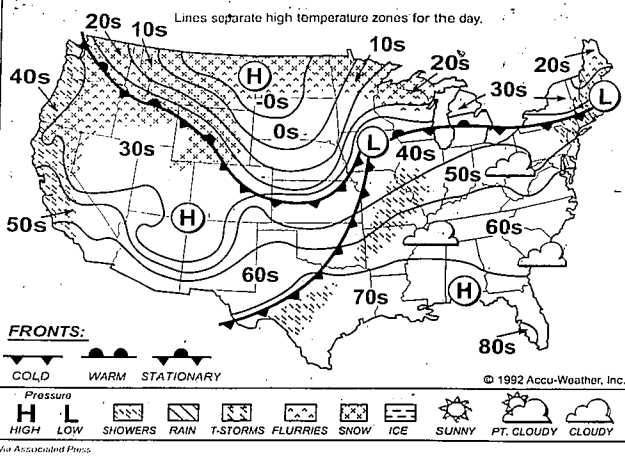 Lines separate high temperature zones for the day.
20s 10s 10s 20s 20s
40s H -0s 30s L
0s
30s L 40s
50s
50s H 60s
60s
70s H
80s
FRONTS:
COLD WARM STATIONARY
© 1992 Accu-Weather, Inc.
Pressure
H L
HIGH LOW SHOWERS RAIN T-STORMS FLURRIES SNOW ICE SUNNY PT. CLOUDY CLOUDY
Via Associated Press